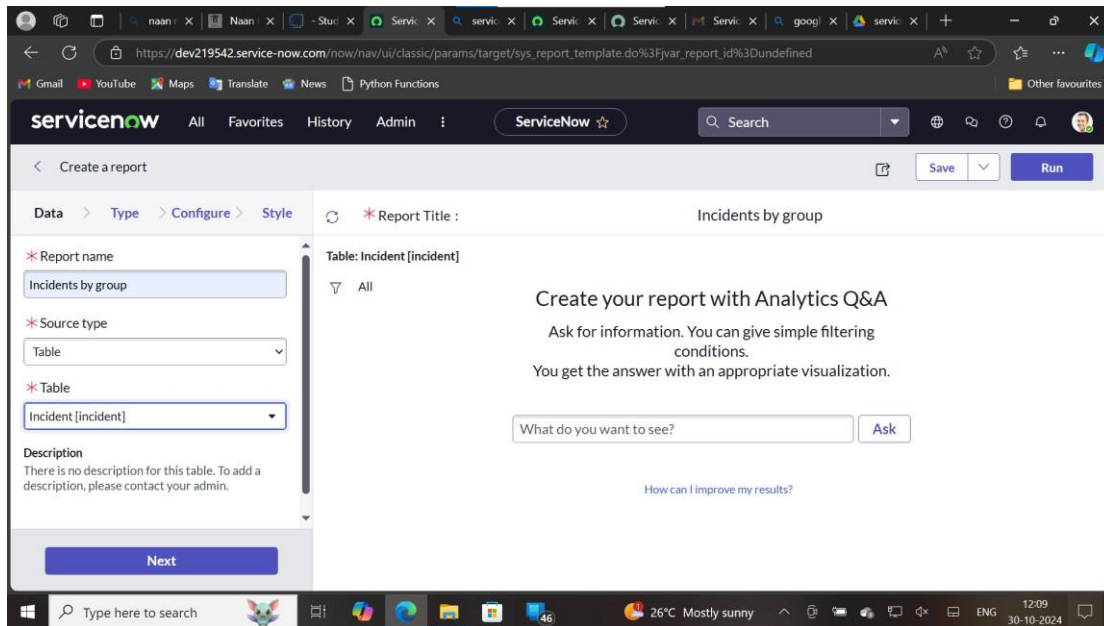 naan r
Naan
- Stud
Servic
servic
Servic
Servic
Servic
googl
servic
https://dev219542.service-now.com/now/nav/ui/classic/params/target/sys_report_template.do%3Fjvar_report_id%3Dundefined
Gmail YouTube Maps Translate News Python Functions Other favourites
servicenow All Favorites History Admin ServiceNow Search
Create a report Save Run
Data > Type > Configure > Style
* Report Title : Incidents by group
* Report name
Incidents by group
* Source type
Table
* Table
Incident [incident]
Description
There is no description for this table. To add a
description, please contact your admin.
Next
Table: Incident [incident]
All
Create your report with Analytics Q&A
Ask for information. You can give simple filtering
conditions.
You get the answer with an appropriate visualization.
What do you want to see? Ask
How can I improve my results?
Type here to search 46 26°C Mostly sunny ENG 12:09
30-10-2024